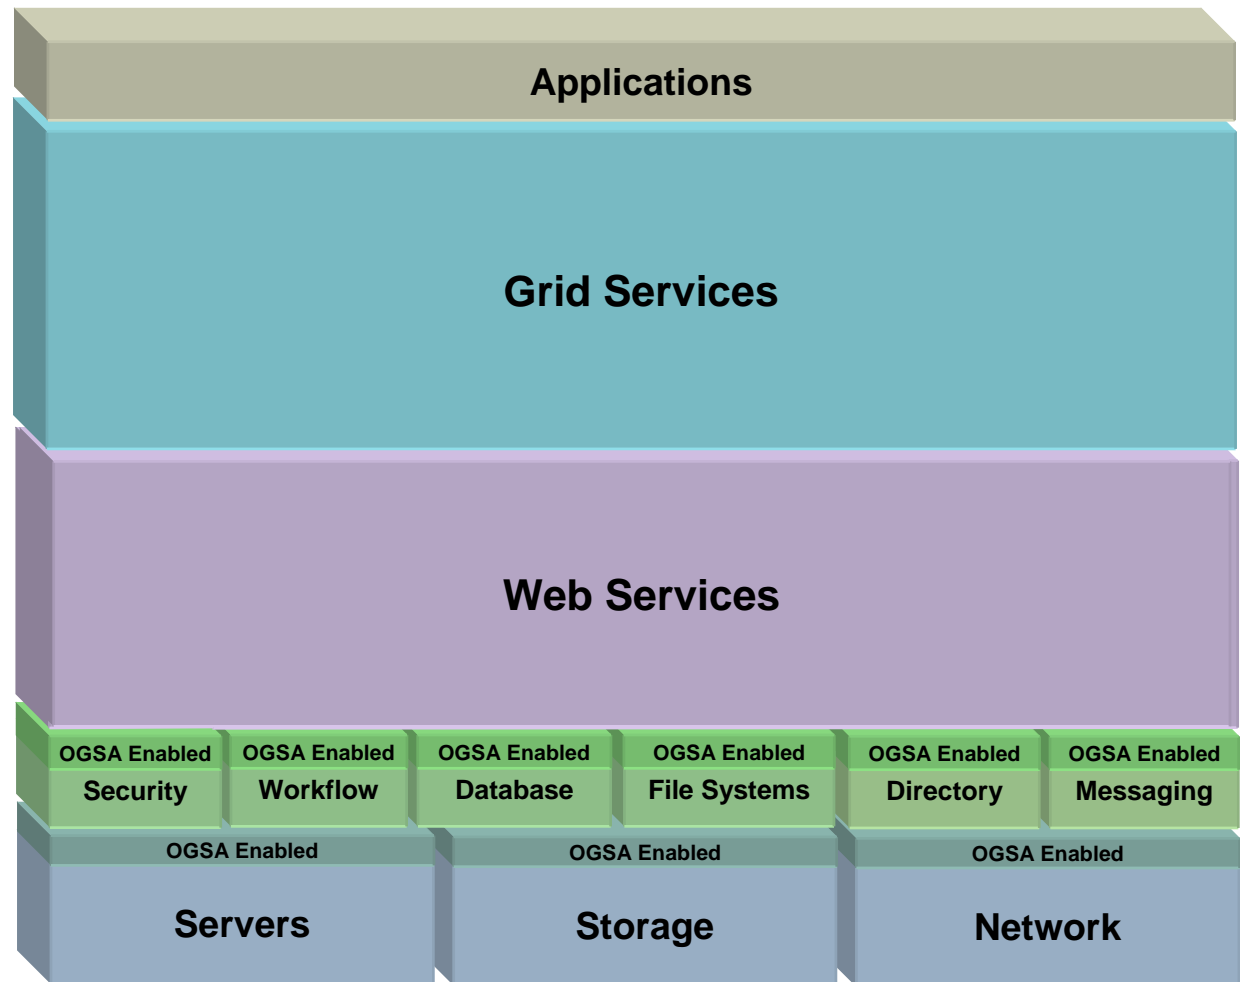 Applications
Grid Services
Web Services
OGSA Enabled OGSA Enabled OGSA Enabled OGSA Enabled OGSA Enabled OGSA Enabled
Security Workflow Database File Systems Directory Messaging
OGSA Enabled OGSA Enabled OGSA Enabled
Servers Storage Network